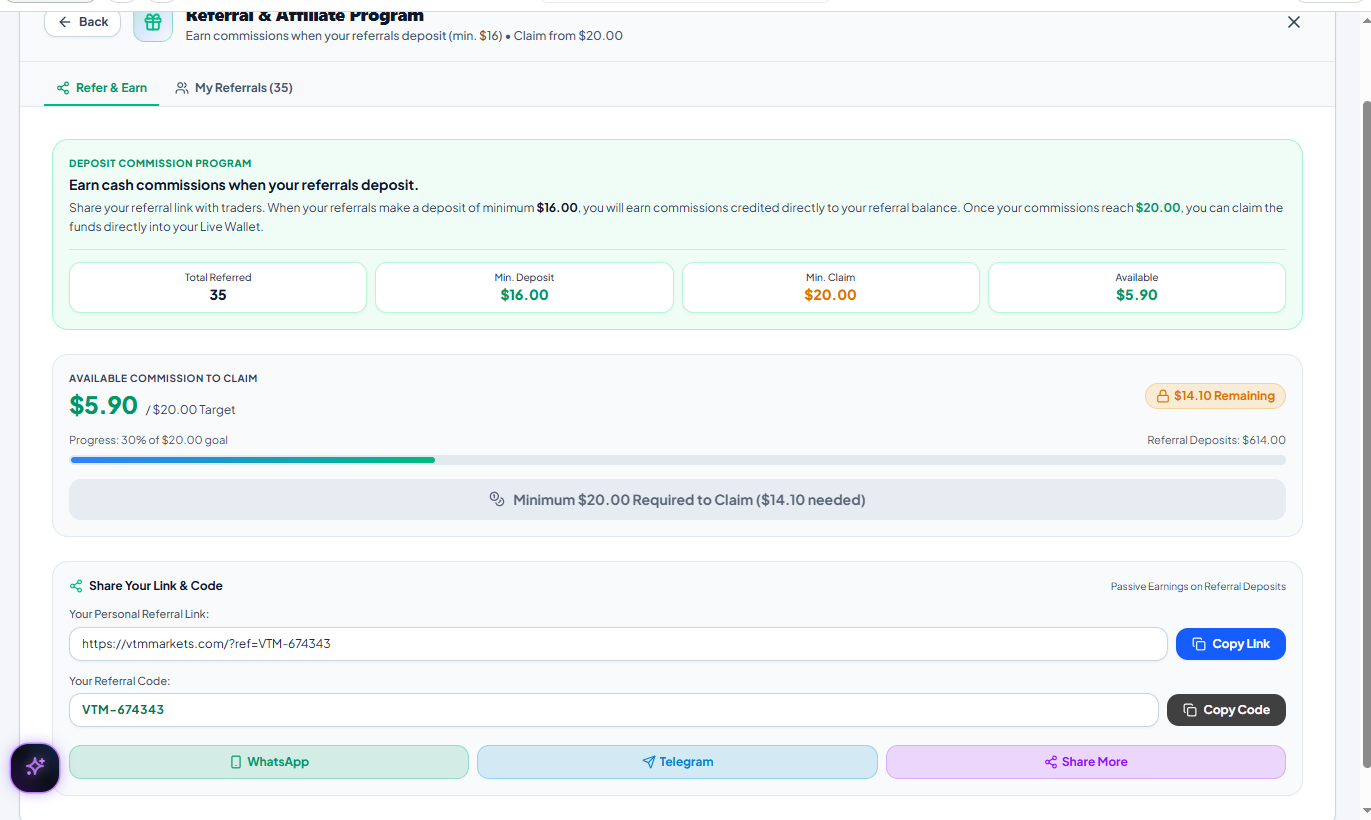 Back
Referral & Affiliate Program
Earn commissions when your referrals deposit (min. $16) • Claim from $20.00
Refer & Earn
My Referrals (35)
DEPOSIT COMMISSION PROGRAM
Earn cash commissions when your referrals deposit.
Share your referral link with traders. When your referrals make a deposit of minimum $16.00, you will earn commissions credited directly to your referral balance. Once your commissions reach $20.00, you can claim the
funds directly into your Live Wallet.
Total Referred
35
Min. Deposit
$16.00
Min. Claim
$20.00
Available
$5.90
AVAILABLE COMMISSION TO CLAIM
$5.90 / $20.00 Target
$14.10 Remaining
Progress: 30% of $20.00 goal
Referral Deposits: $614.00
Minimum $20.00 Required to Claim ($14.10 needed)
Share Your Link & Code
Passive Earnings on Referral Deposits
Your Personal Referral Link:
https://vtmmarkets.com/?ref=VTM-674343
Copy Link
Your Referral Code:
VTM-674343
Copy Code
WhatsApp
Telegram
Share More